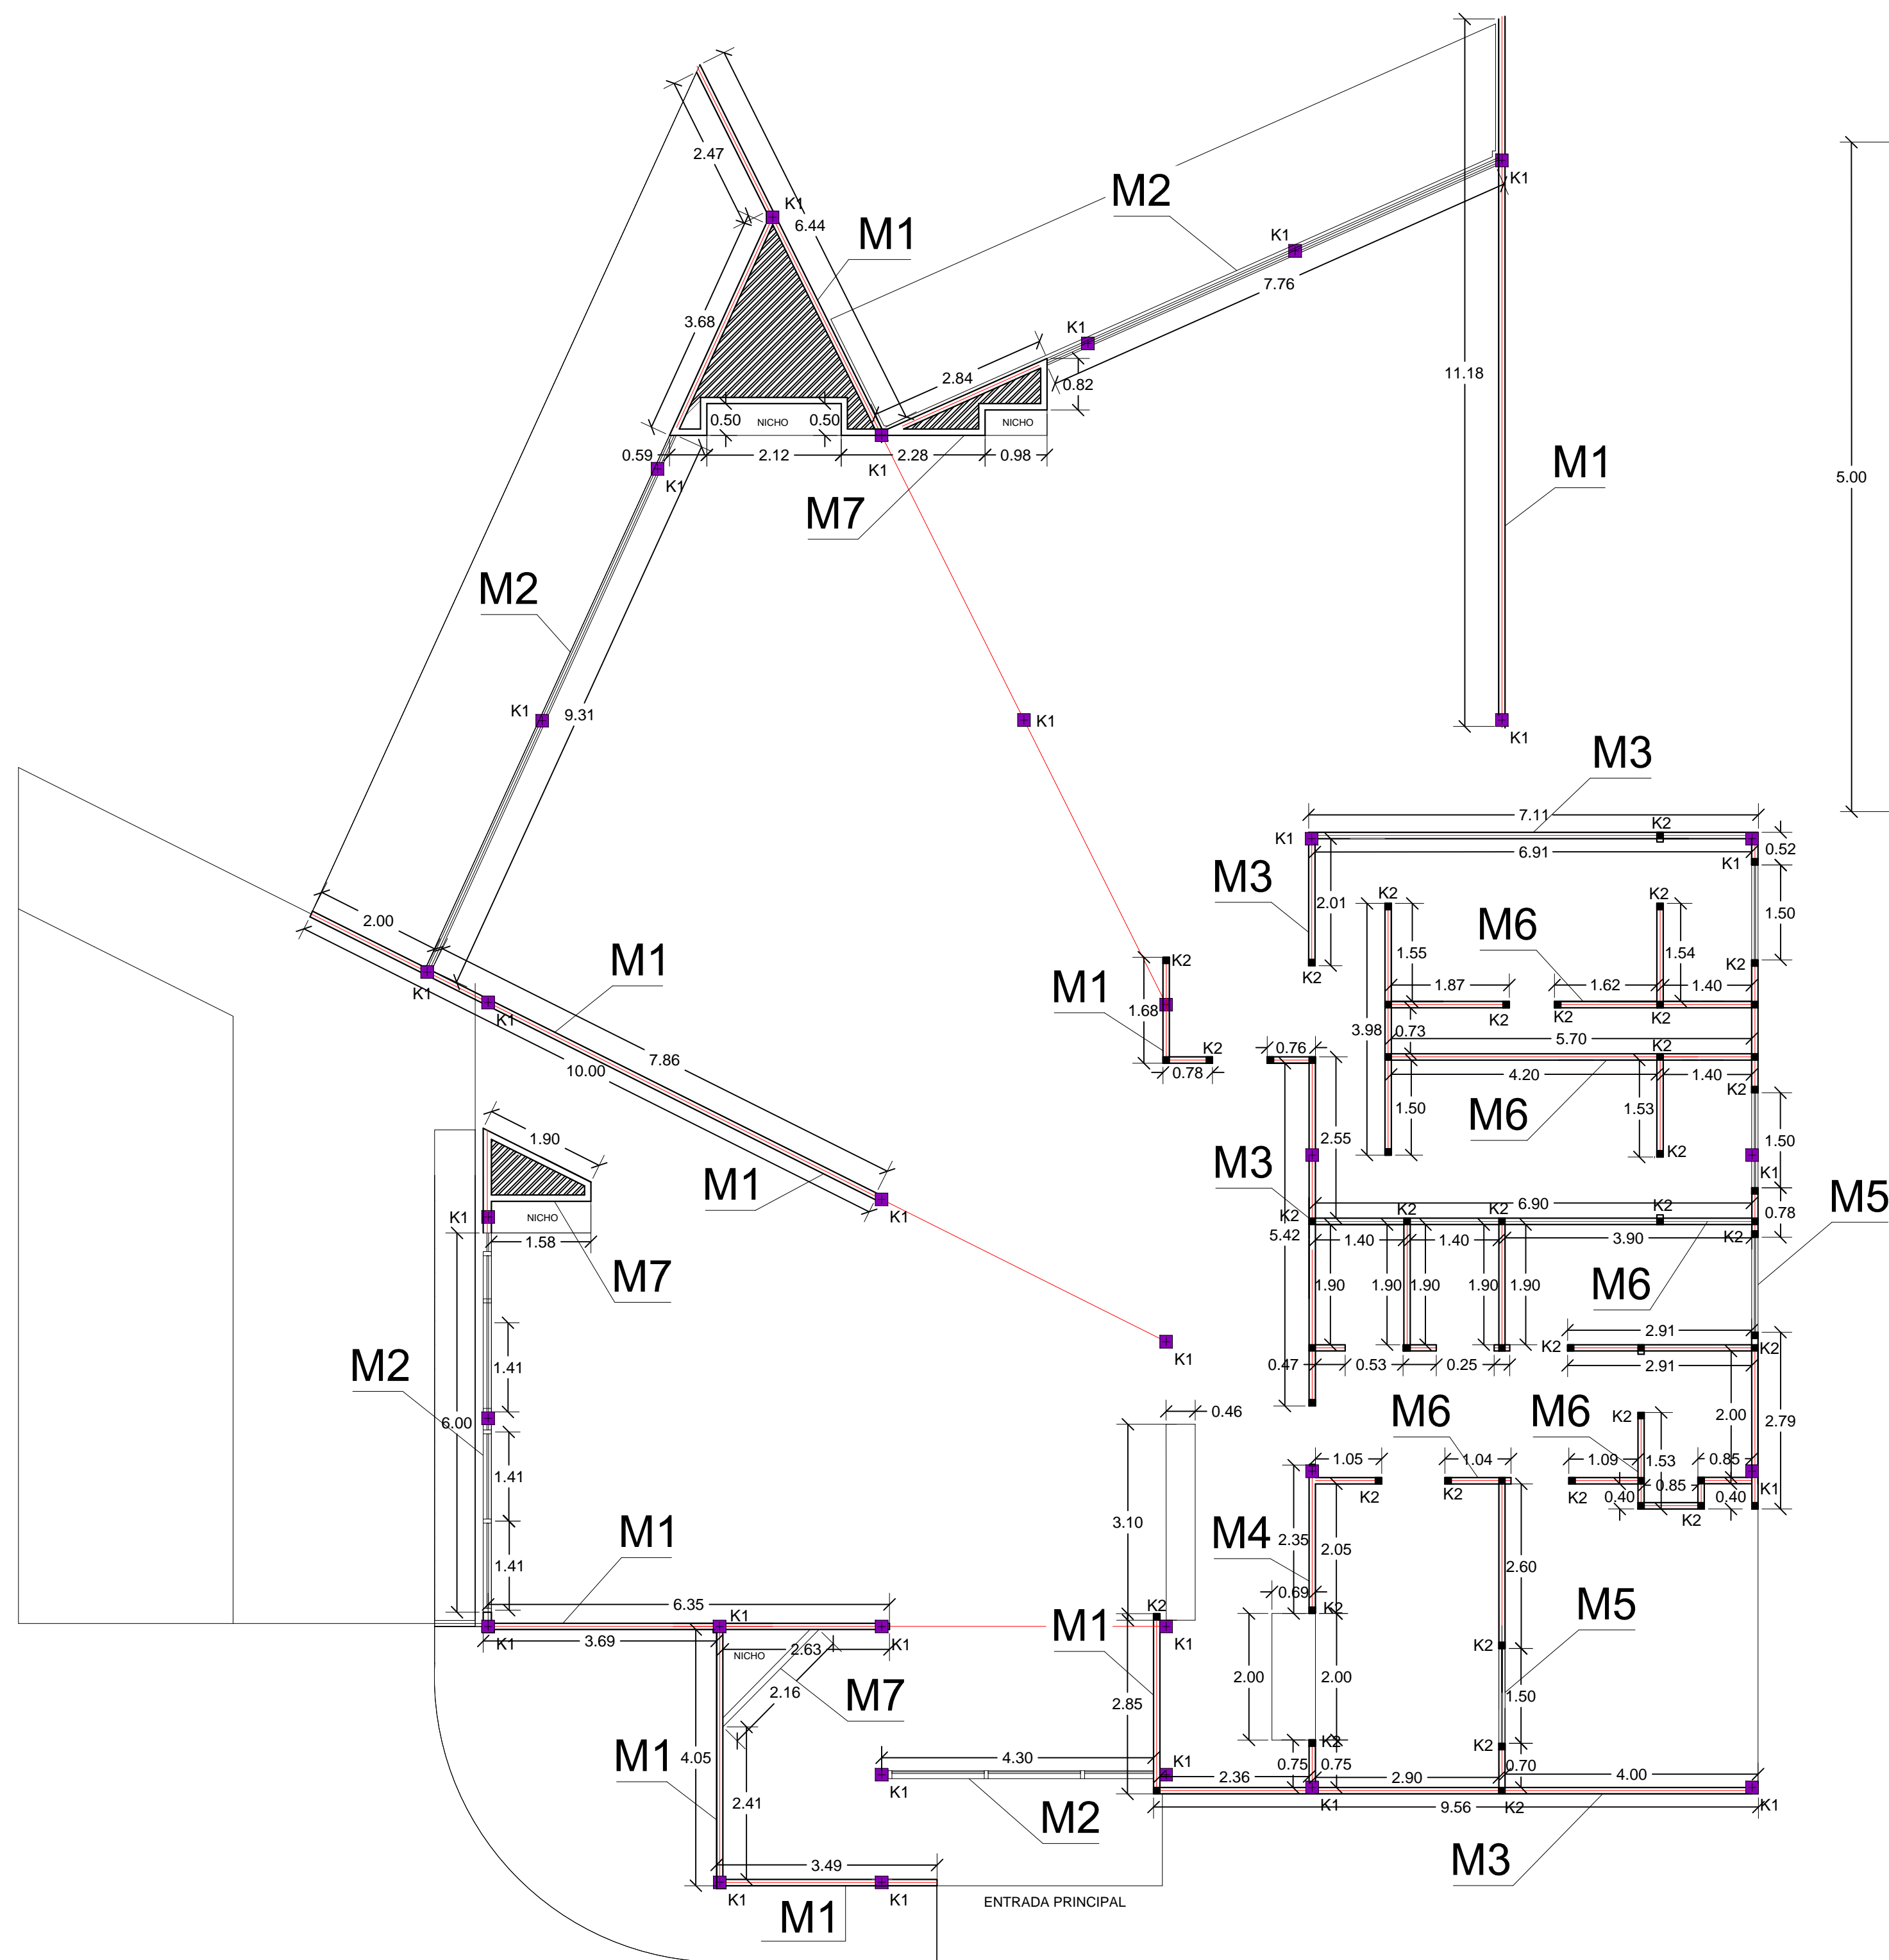 2.47
K1
6.44
M1
M2
K1
K1
7.76
3.68
K1
2.84
0.82
11.18
5.00
0.50
NICHO
0.50
NICHO
0.59
2.12
2.28
0.98
K1
K1
M7
M1
M2
K1
9.31
K1
K1
M3
7.11
K2
K1
6.91
0.52
K1
M3
2.01
K2
K2
1.50
M6
1.55
1.54
2.00
M1
K2
K2
K2
1.87
1.62
1.40
K1
K1
M1
1.68
K2
K2
K2
3.98
0.73
5.70
7.86
10.00
0.76
K2
K2
0.78
4.20
1.40
K2
1.90
2.55
1.50
M6
1.53
1.50
M3
K2
K1
M1
K1
K1
NICHO
6.90
K2
K2
K2
K2
0.78
M5
1.58
5.42
1.40
1.40
3.90
K2
M7
1.90
1.90
1.90
1.90
1.90
M6
2.91
K1
K2
K2
M2
1.41
0.47
0.53
0.25
2.91
6.00
0.46
M6
M6
K2
2.00
2.79
1.41
1.05
1.04
1.09
1.53
0.85
K2
K2
K2
0.40
0.85
0.40
K1
K2
3.10
M4
2.35
2.05
2.60
1.41
M1
6.35
0.69
K2
M5
K1
K1
K1
K2
M1
K1
3.69
2.63
NICHO
K2
2.16
M7
2.00
2.00
1.50
2.85
M1
4.05
K2
K2
4.30
K1
K1
0.75
0.75
0.70
2.36
2.90
4.00
2.41
M2
K1
9.56
K2
K1
3.49
M3
K1
K1
ENTRADA PRINCIPAL
M1